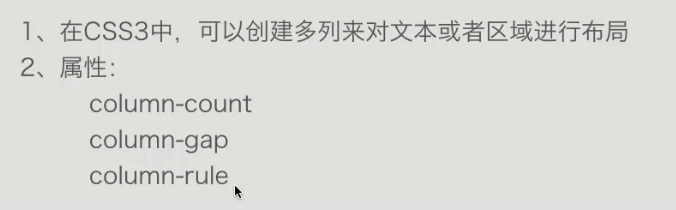 1、在CSS3中，可以创建多列来对文本或者区域进行布局
2、属性：
column-count
column-gap
column-rule